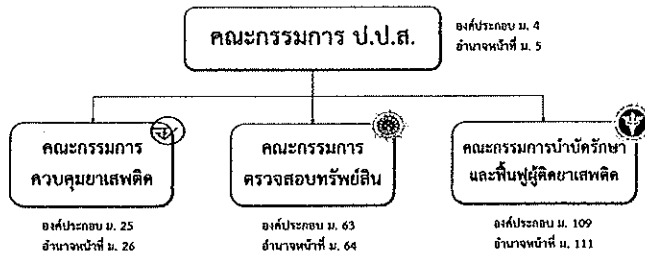 คณะกรรมการ ป.ป.ส.
องค์ประกอบ ม. 4
อำนาจหน้าที่ ม. 5
คณะกรรมการ
ควบคุมยาเสพติด
องค์ประกอบ ม. 25
อำนาจหน้าที่ ม. 26
คณะกรรมการ
ตรวจสอบทรัพย์สิน
องค์ประกอบ ม. 63
อำนาจหน้าที่ ม. 64
คณะกรรมการบำบัดรักษา
และฟื้นฟูผู้ติดยาเสพติด
องค์ประกอบ ม. 109
อำนาจหน้าที่ ม. 111